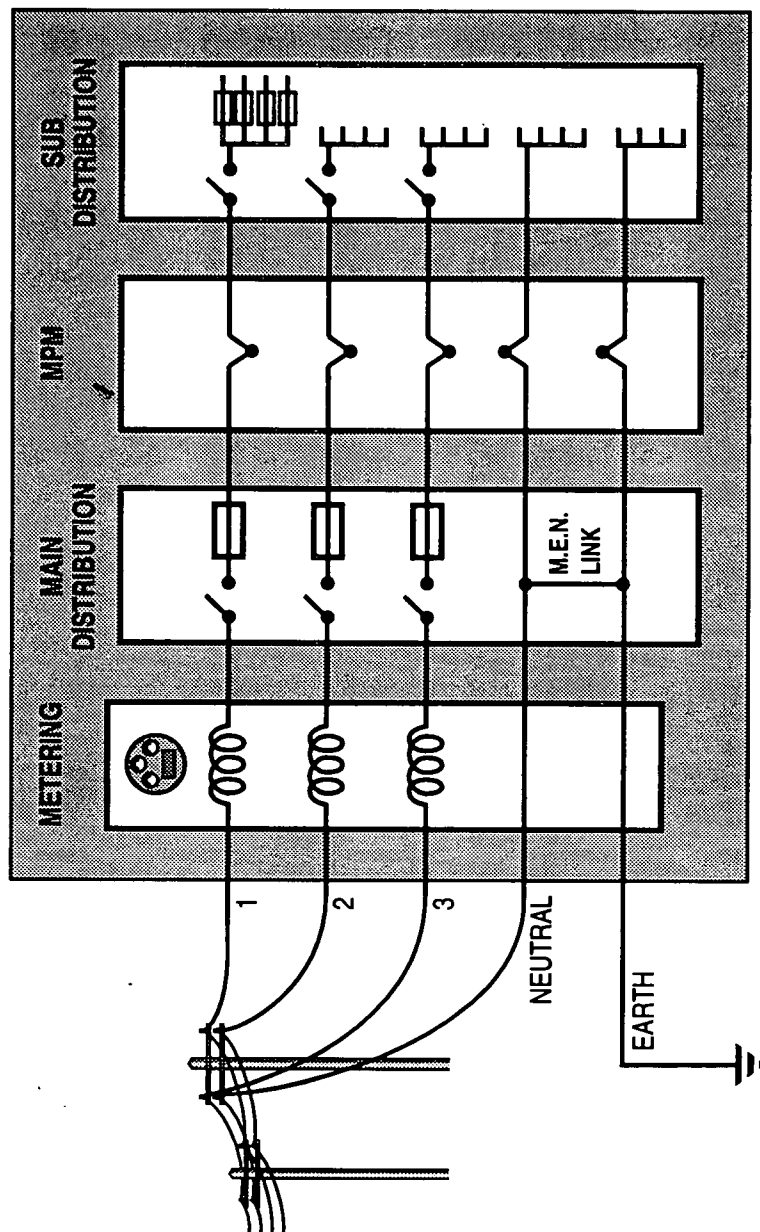 METERING
MAIN
DISTRIBUTION
MPM
SUB
DISTRIBUTION
1
2
3
NEUTRAL
EARTH
M.E.N.
LINK